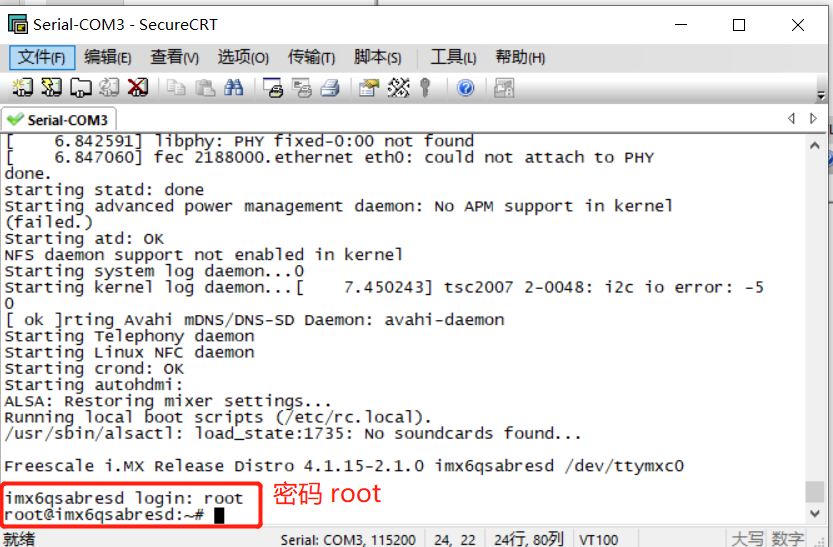 Serial-COM3 - SecureCRT
文件(F) 编辑(E) 查看(V) 选项(O) 传输(T) 脚本(S) 工具(L) 帮助(H)
Serial-COM3
[    6.842591] libphy: PHY fixed-0:00 not found
[    6.847060] fec 2188000.ethernet eth0: could not attach to PHY
done.
starting statd: done
Starting advanced power management daemon: No APM support in kernel
(failed.)
Starting atd: OK
NFS daemon support not enabled in kernel
Starting system log daemon...0
Starting kernel log daemon...[    7.450243] tsc2007 2-0048: i2c io error: -5
0
[ ok ]rting Avahi mDNS/DNS-SD Daemon: avahi-daemon
Starting Telephony daemon
Starting Linux NFC daemon
Starting crond: OK
Starting autohdmi:
ALSA: Restoring mixer settings...
Running local boot scripts (/etc/rc.local).
/usr/sbin/alsactl: load_state:1735: No soundcards found...
Freescale i.MX Release Distro 4.1.15-2.1.0 imx6qsabresd /dev/ttymxc0
imx6qsabresd login: root 密码 root
root@imx6qsabresd:~#
就绪 Serial: COM3, 115200 24, 22 24行, 80列 VT100 大写 数字